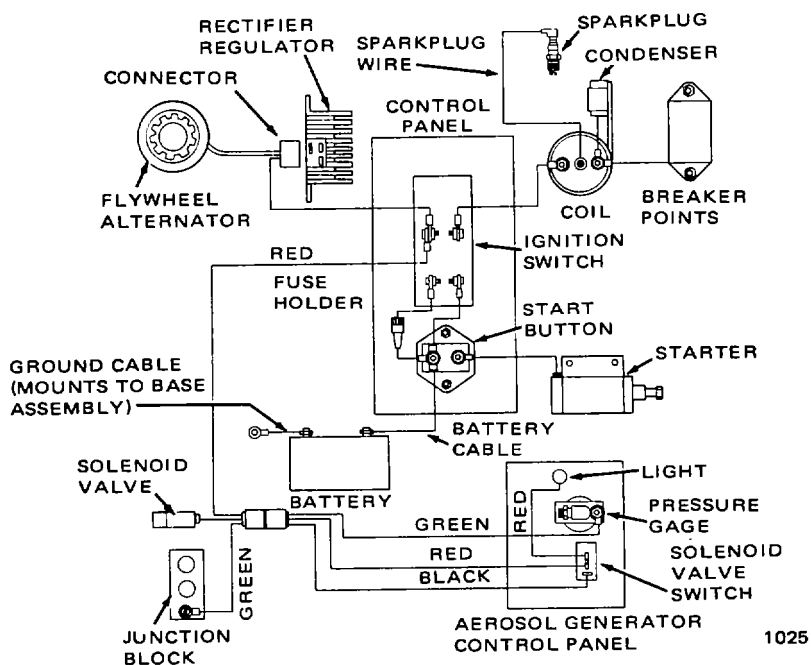 RECTIFIER
REGULATOR
SPARKPLUG
WIRE
SPARKPLUG
CONDENSER
CONNECTOR
CONTROL
PANEL
FLYWHEEL
ALTERNATOR
COIL
BREAKER
POINTS
RED
FUSE
HOLDER
IGNITION
SWITCH
START
BUTTON
GROUND CABLE
(MOUNTS TO BASE
ASSEMBLY)
STARTER
BATTERY
CABLE
SOLENOID
VALVE
BATTERY
LIGHT
RED
PRESSURE
GAGE
GREEN
RED
BLACK
SOLENOID
VALVE
SWITCH
GREEN
JUNCTION
BLOCK
AEROSOL GENERATOR
CONTROL PANEL
1025